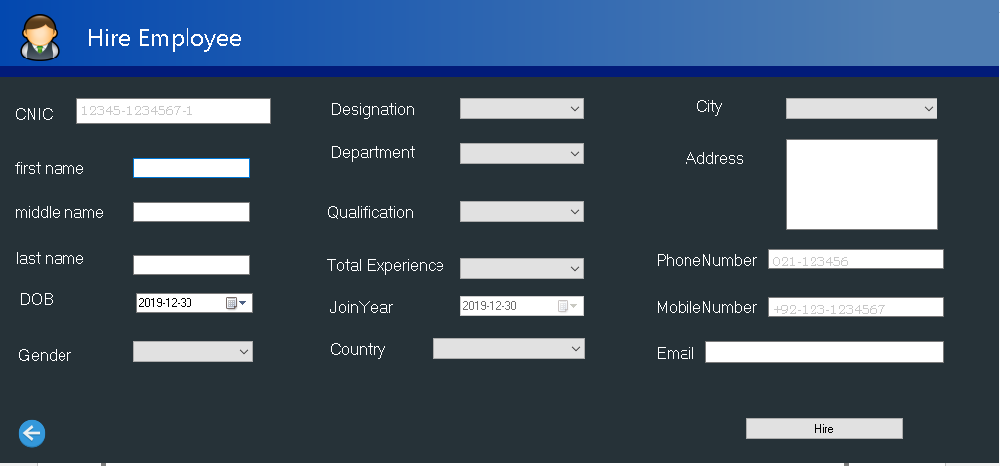 Hire Employee
CNIC 12345-1234567-1
first name
middle name
last name
DOB 2019-12-30
Gender
Designation
Department
Qualification
Total Experience
JoinYear 2019-12-30
Country
City
Address
PhoneNumber 021-123456
MobileNumber +92-123-1234567
Email
Hire